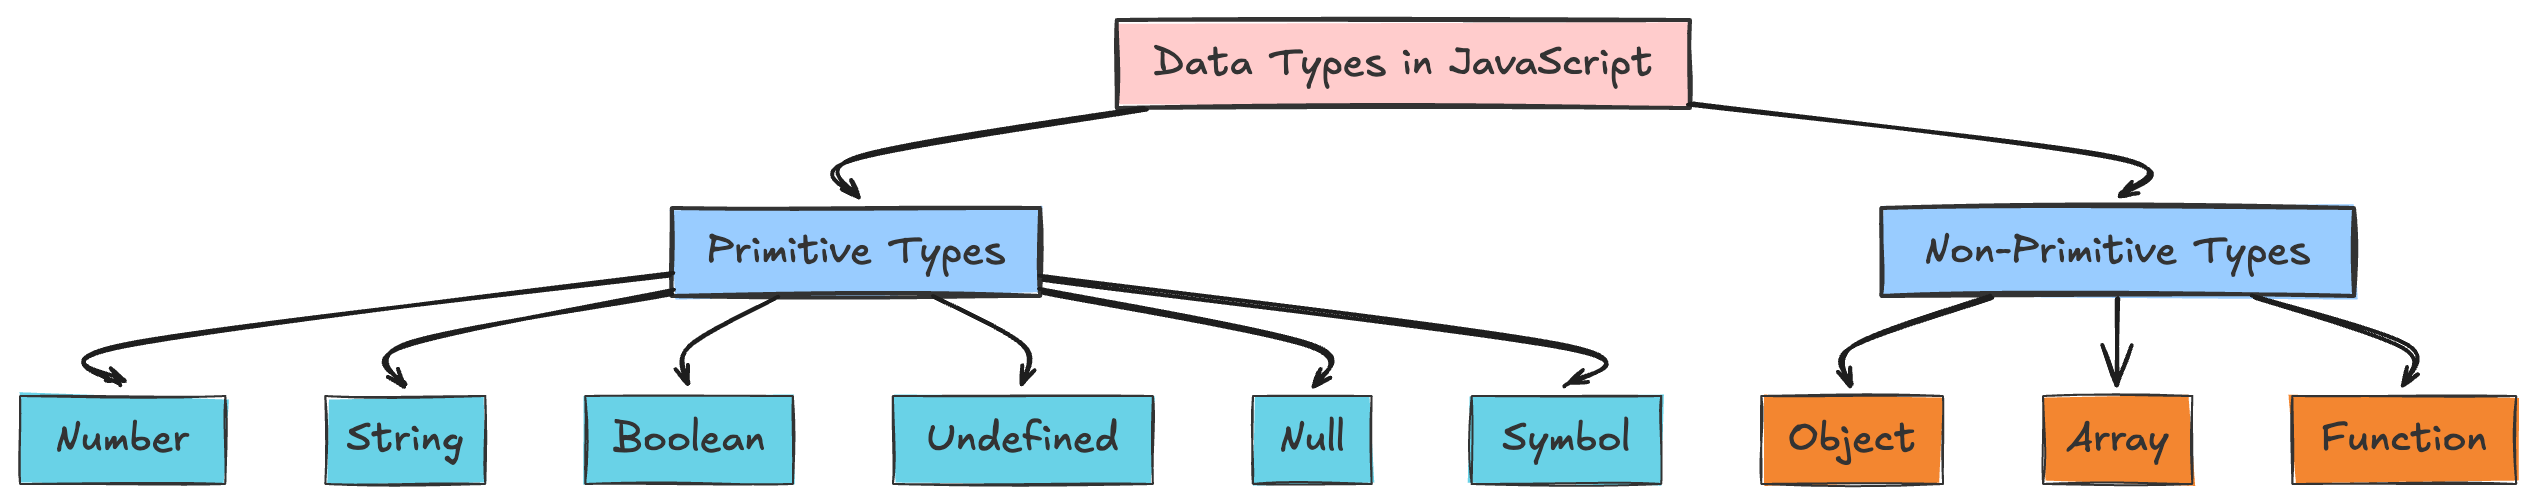 Data Types in JavaScript
Primitive Types
Non-Primitive Types
Number
String
Boolean
Undefined
Null
Symbol
Object
Array
Function